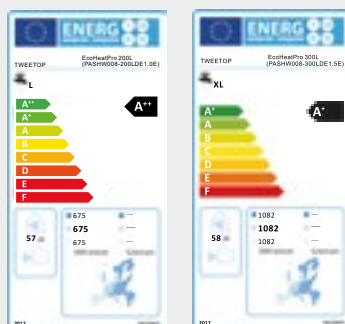 ENERG
TWEETOP
EcoHeatPro 200L
(PASHW008-200LDE1.0E)
L
A++
A+
A
B
C
D
E
F
A++
57
675
675
675
2017
ENERG
TWEETOP
EcoHeatPro 300L
(PASHW008-300LDE1.5E)
XL
A+
A
B
C
D
E
F
A+
58
1082
1082
1082
2017